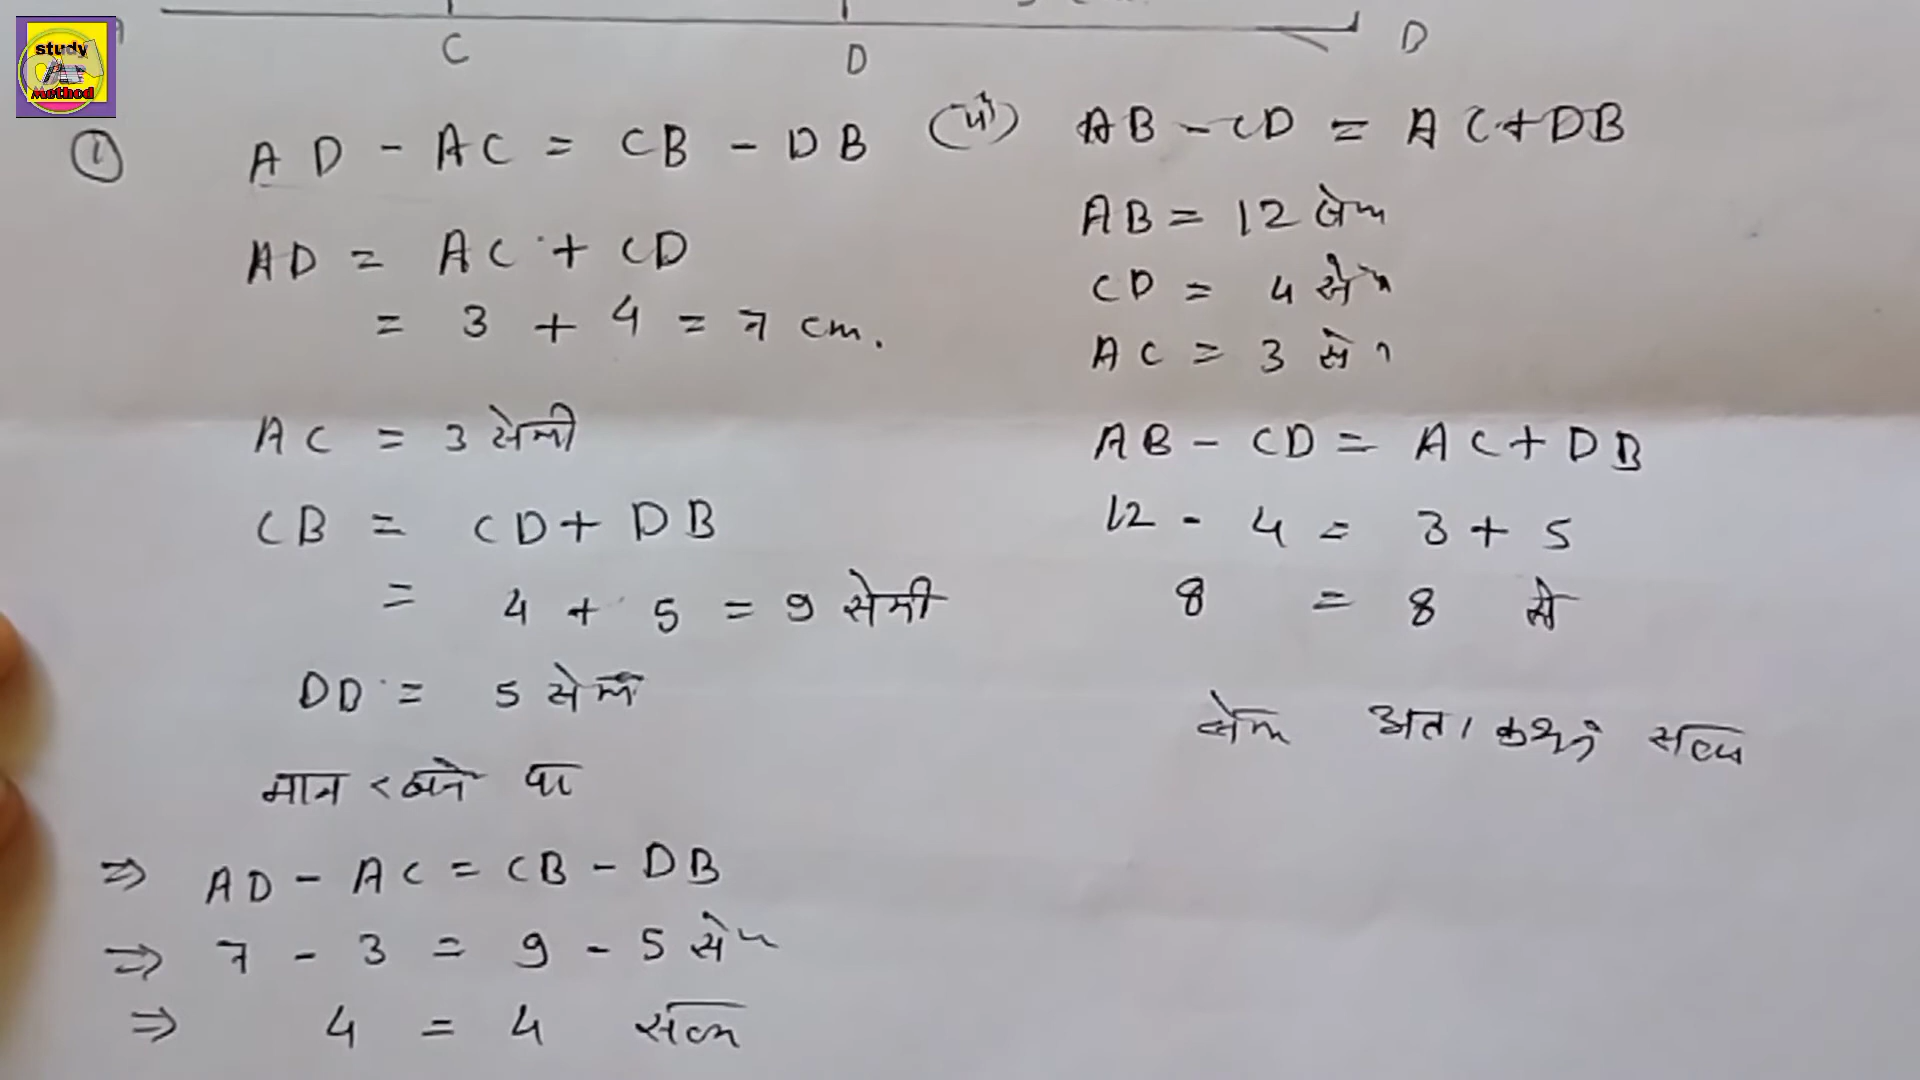 study
Method
C D D
① AD - AC = CB - DB
AD = AC + CD
= 3 + 4 = 7 cm.
AC = 3 सेमी
CB = CD + DB
= 4 + 5 = 9 सेमी
DB = 5 सेमी
मान रखने पर
⇒ AD - AC = CB - DB
⇒ 7 - 3 = 9 - 5 सेमी
⇒ 4 = 4 सत्य
AB - CD = AC + DB
AB = 12 सेमी
CD = 4 सेमी
AC = 3 से
AB - CD = AC + DB
12 - 4 = 3 + 5
8 = 8 से
सेमी अतः कथन सत्य